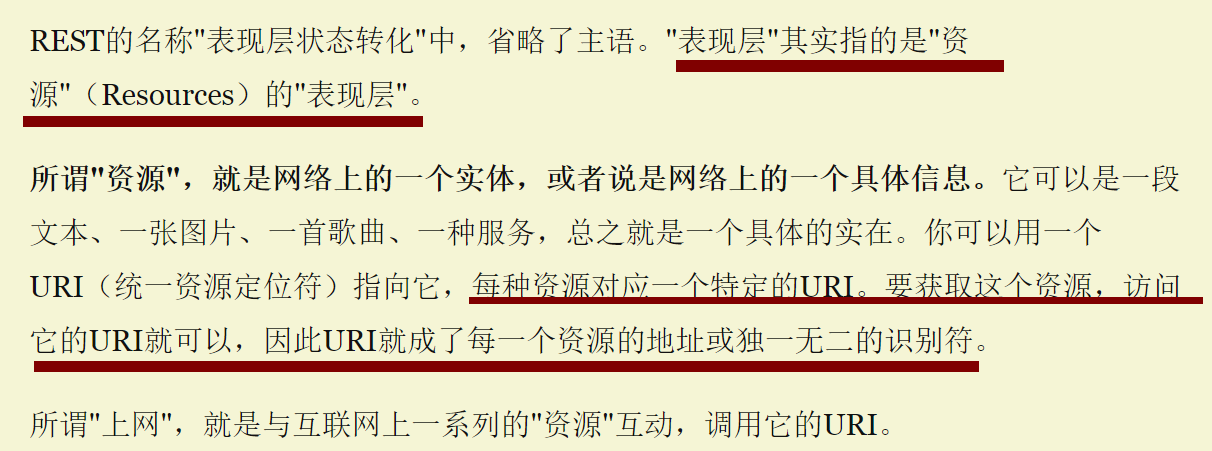 REST的名称"表现层状态转化"中，省略了主语。"表现层"其实指的是"资
源"（Resources）的"表现层"。
所谓"资源"，就是网络上的一个实体，或者说是网络上的一个具体信息。它可以是一段
文本、一张图片、一首歌曲、一种服务，总之就是一个具体的实在。你可以用一个
URI（统一资源定位符）指向它，每种资源对应一个特定的URI。要获取这个资源，访问
它的URI就可以，因此URI就成了每一个资源的地址或独一无二的识别符。
所谓"上网"，就是与互联网上一系列的"资源"互动，调用它的URI。